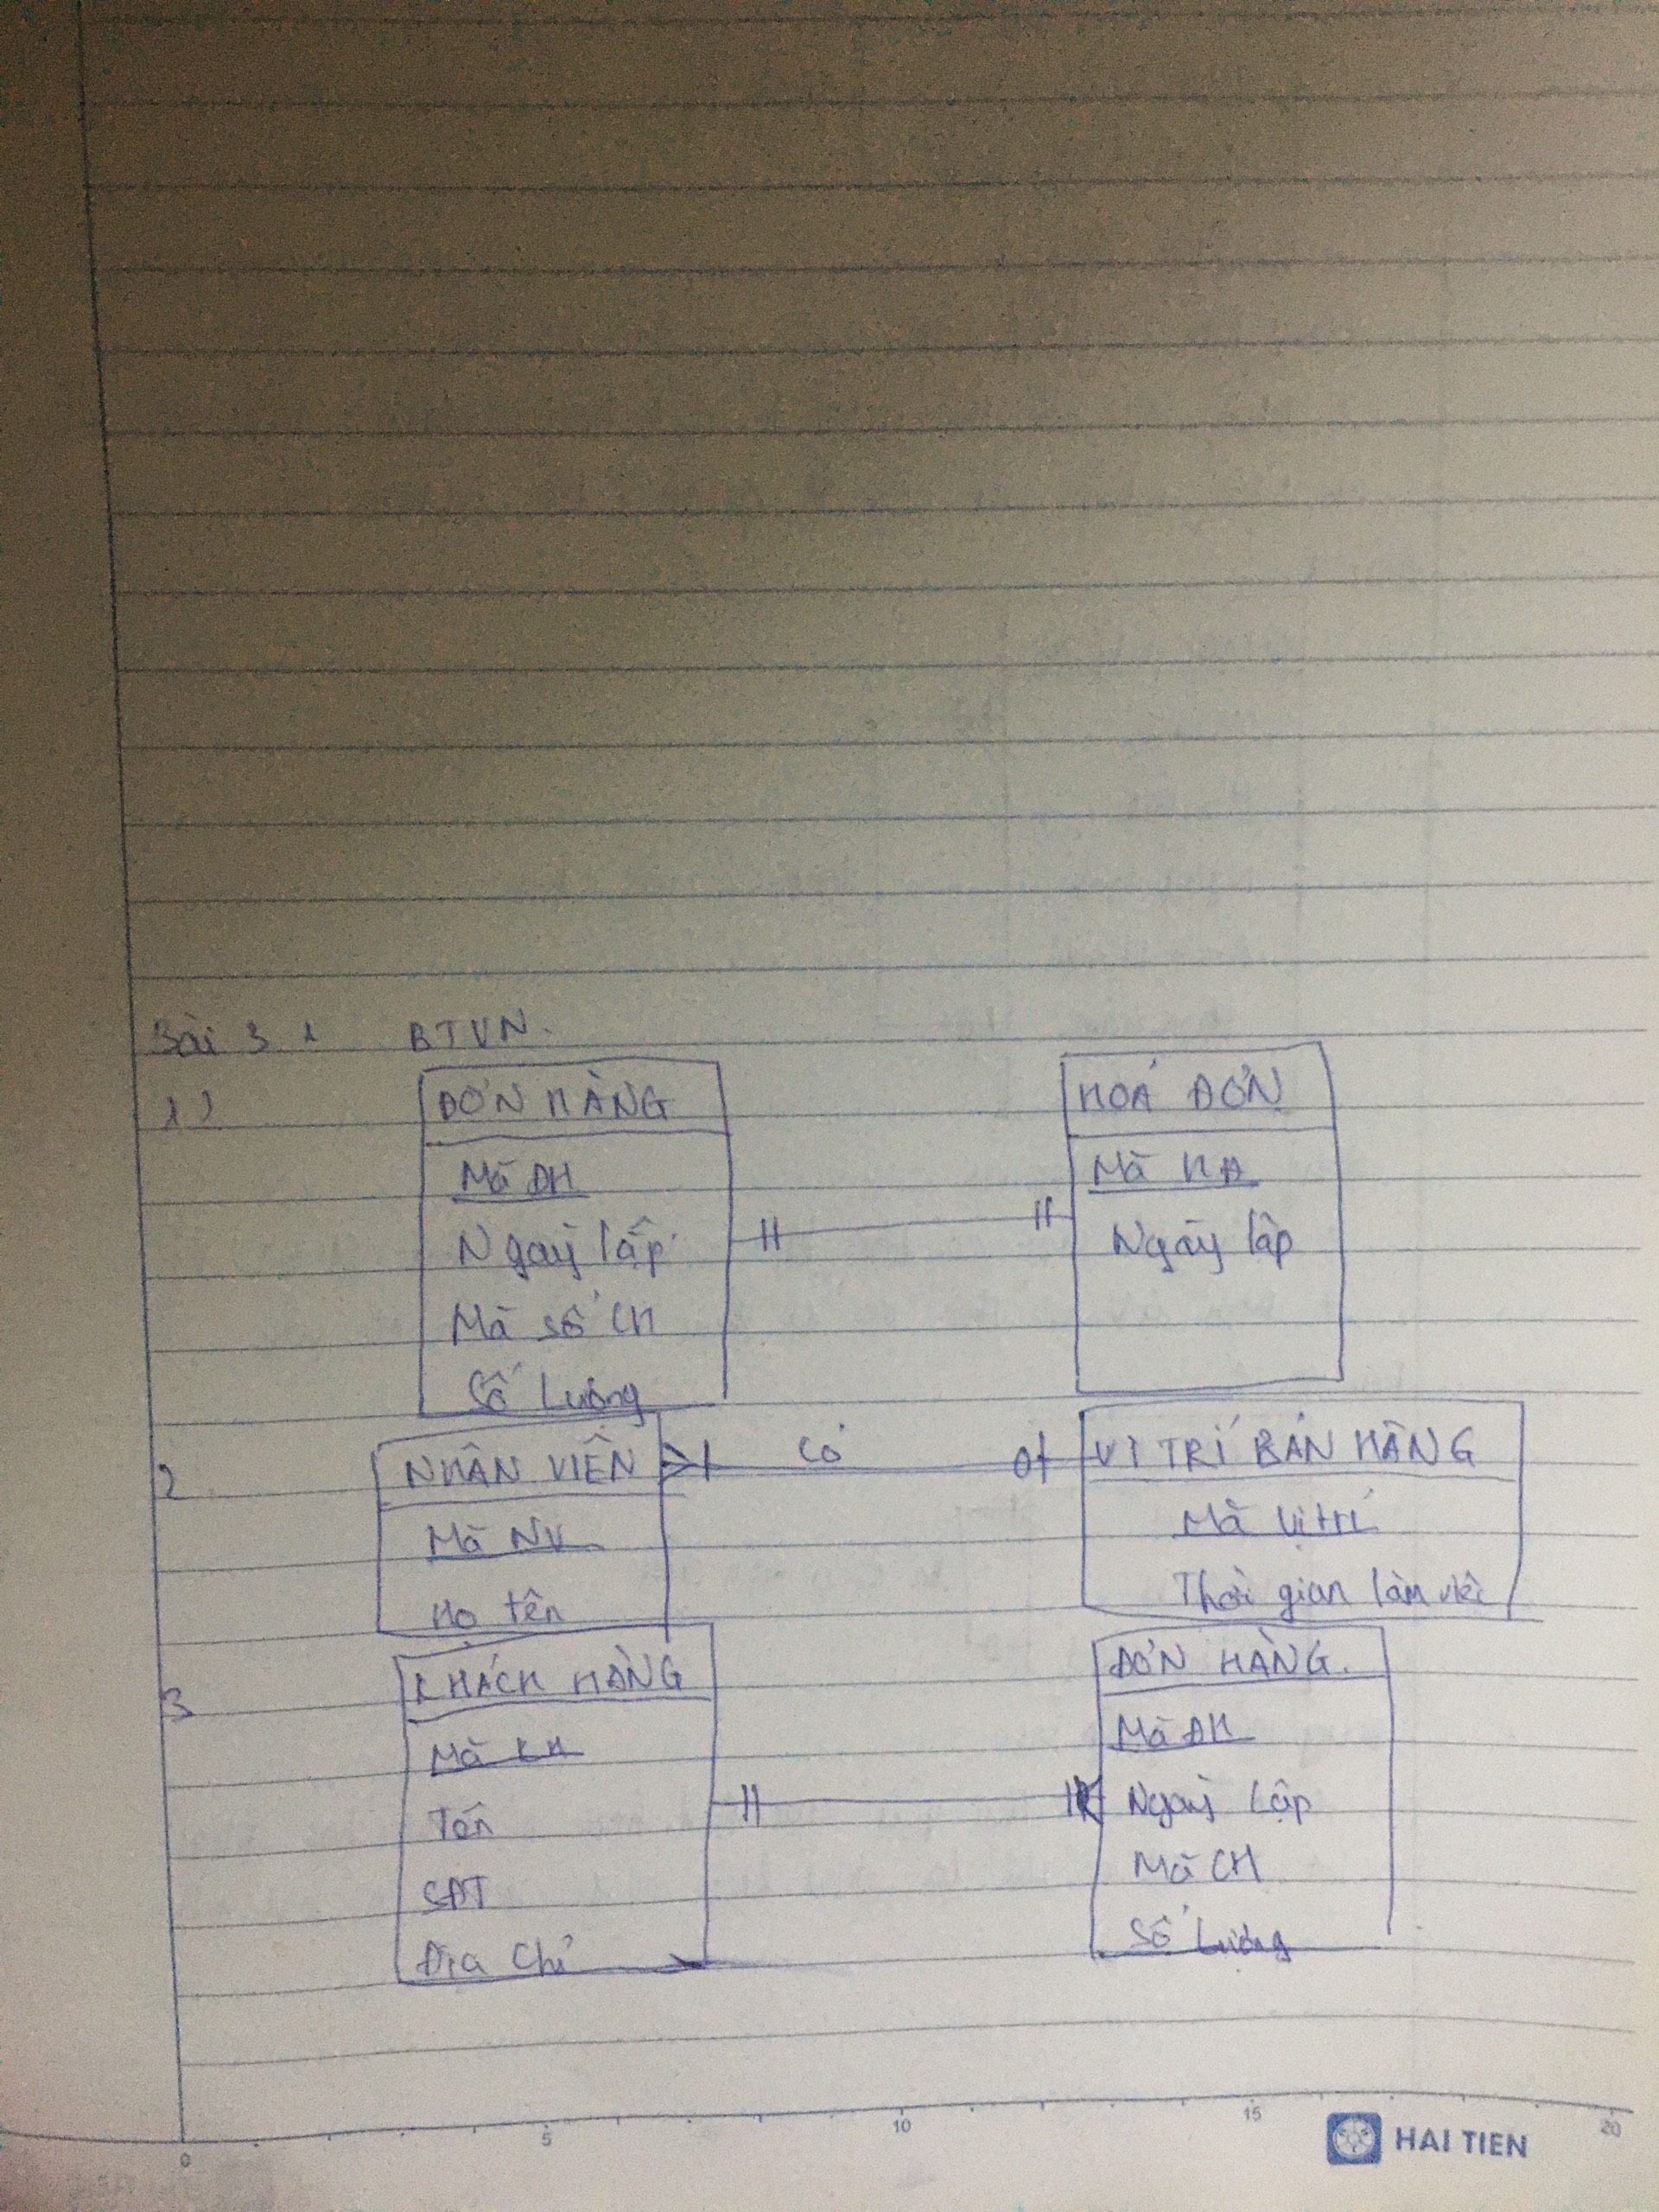 Bài 3 1 BTVN.
1)
ĐƠN HÀNG
Mã ĐH
Ngày lập
Mã số CH
Số Lượng
HOÁ ĐƠN
Mã HĐ
Ngày lập
2
NHÂN VIÊN
Mã NV
Họ tên
Có
VỊ TRÍ BÁN HÀNG
Mã Vị trí
Thời gian làm việc
3
KHÁCH HÀNG
Mã KH
Tên
SĐT
Địa Chỉ
ĐƠN HÀNG.
Mã ĐH
Ngày Lập
Mã CH
Số Lượng
0 5 10 15 20
HAI TIEN